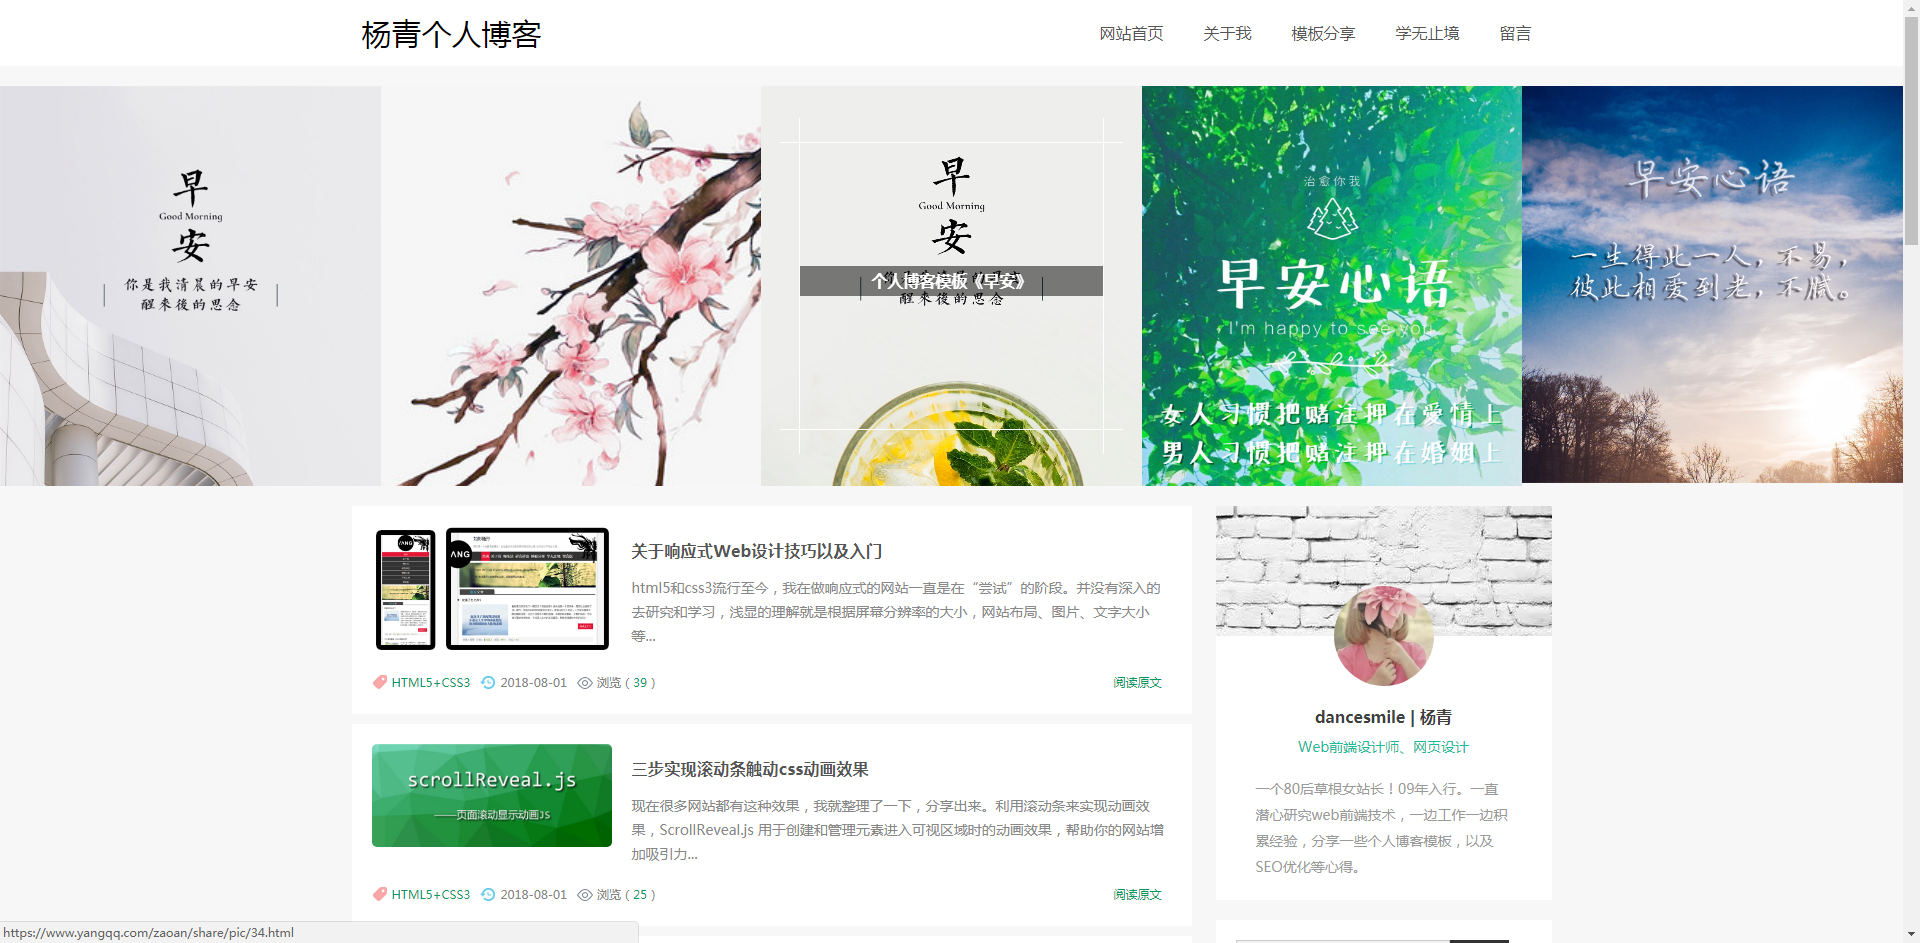 杨青个人博客
网站首页 关于我 模板分享 学无止境 留言
早
Good Morning
安
你是我清晨的早安
醒來後的思念
早
Good Morning
安
个人博客模板《早安》
醒來後的思念
治愈你我
早安心语
I'm happy to see you
女人习惯把赌注押在爱情上
男人习惯把赌注押在婚姻上
早安心语
一生得此一人，不易，
彼此相爱到老，不腻。
关于响应式Web设计技巧以及入门
html5和css3流行至今，我在做响应式的网站一直是在“尝试”的阶段。并没有深入的
去研究和学习，浅显的理解就是根据屏幕分辨率的大小，网站布局、图片、文字大小
等...
HTML5+CSS3 2018-08-01 浏览 ( 39 ) 阅读原文
scrollReveal.js
——页面滚动显示动画JS
三步实现滚动条触动css动画效果
现在很多网站都有这种效果，我就整理了一下，分享出来。利用滚动条来实现动画效
果，ScrollReveal.js 用于创建和管理元素进入可视区域时的动画效果，帮助你的网站增
加吸引力...
HTML5+CSS3 2018-08-01 浏览 ( 25 ) 阅读原文
dancesmile | 杨青
Web前端设计师、网页设计
一个80后草根女站长！09年入行。一直
潜心研究web前端技术，一边工作一边积
累经验，分享一些个人博客模板，以及
SEO优化等心得。
https://www.yangqq.com/zaoan/share/pic/34.html